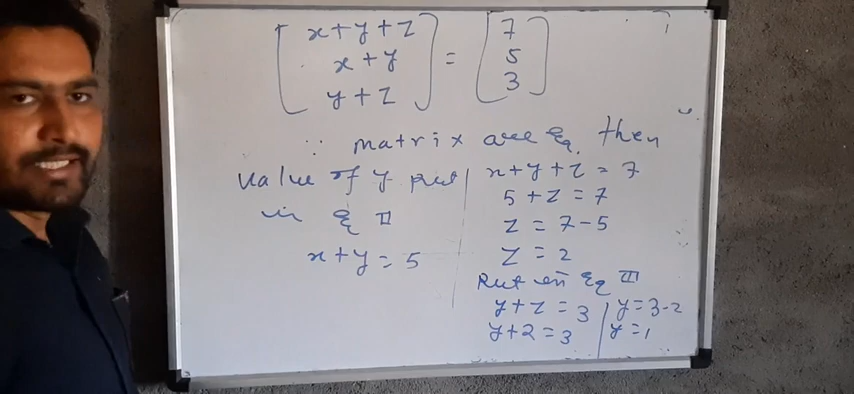 [ x+y+z ] = [ 7 ]
[ x+y ] [ 5 ]
[ y+z ] [ 3 ]
∵ matrix are Eq. then
value of y put
in Eq II
x+y = 5
x+y+z = 7
5+z = 7
z = 7-5
z = 2
Put in Eq III
y+z = 3
y+2 = 3
y = 3-2
y = 1